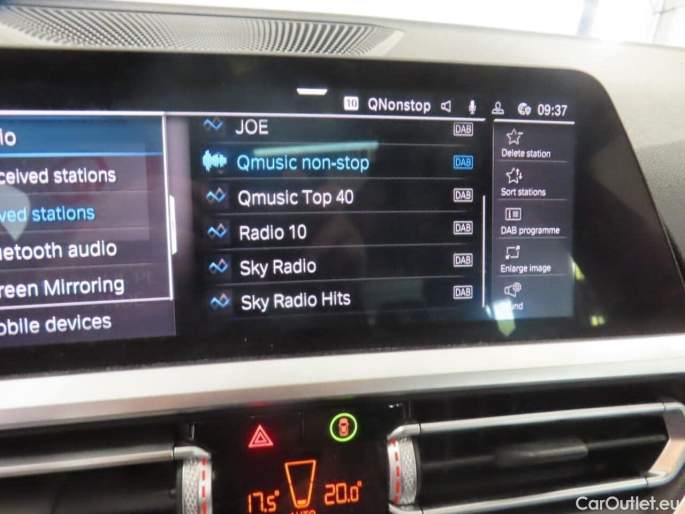 10 QNonstop 09:37
JOE DAB
Qmusic non-stop DAB
Qmusic Top 40 DAB
Radio 10 DAB
Sky Radio DAB
Sky Radio Hits DAB
io
ceived stations
ved stations
uetooth audio
reen Mirroring
obile devices
Delete station
Sort stations
DAB programme
Enlarge image
und
17.5° 20.0°
AUTO
CarOutlet.eu